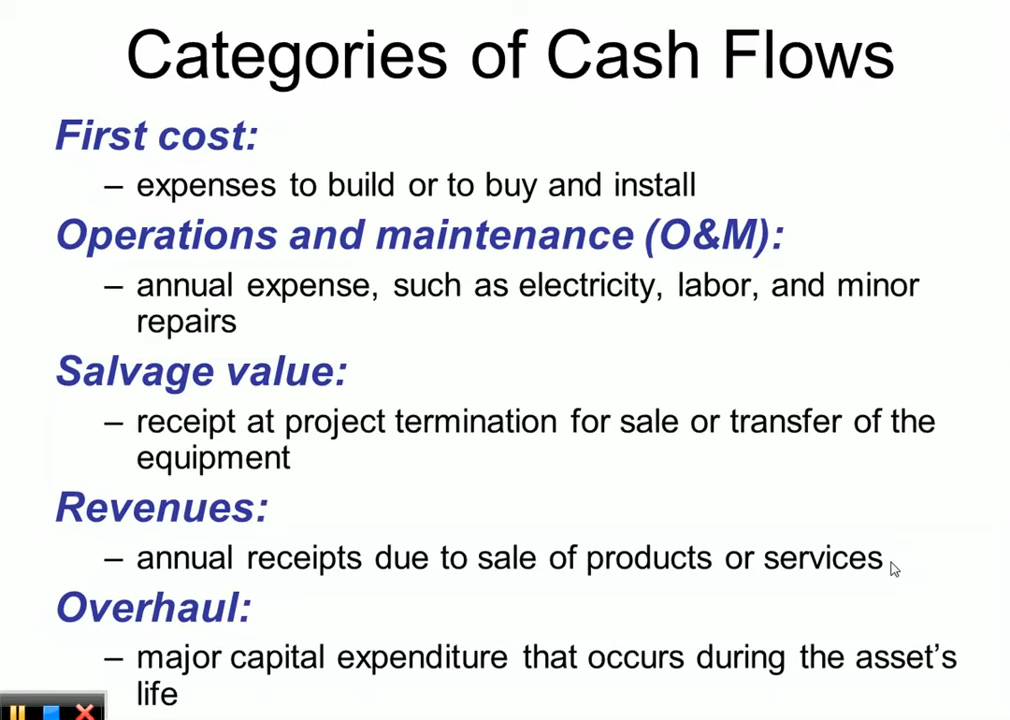 Categories of Cash Flows
First cost:
– expenses to build or to buy and install
Operations and maintenance (O&M):
– annual expense, such as electricity, labor, and minor
repairs
Salvage value:
– receipt at project termination for sale or transfer of the
equipment
Revenues:
– annual receipts due to sale of products or services
Overhaul:
– major capital expenditure that occurs during the asset’s
life